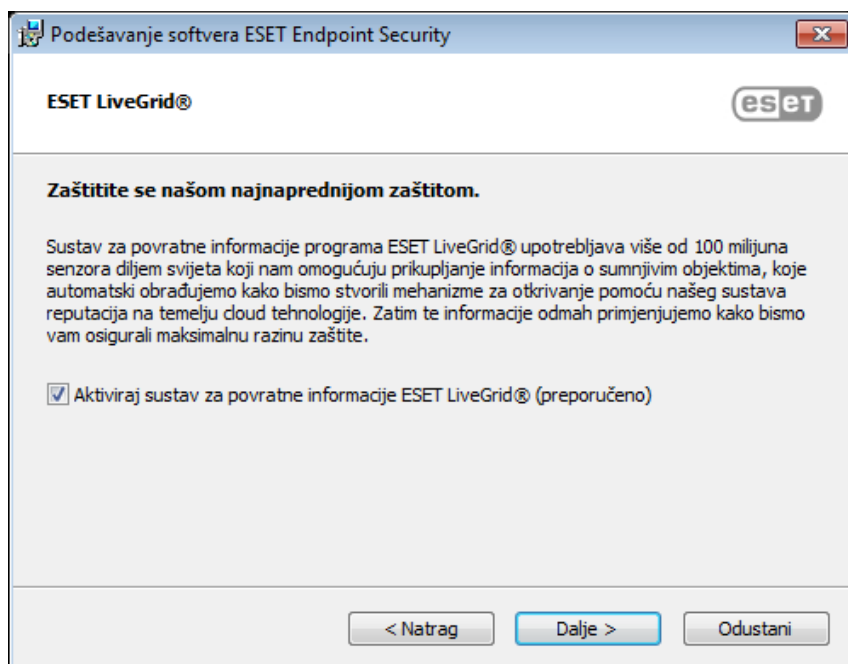 Podešavanje softvera ESET Endpoint Security
ESET LiveGrid®
eseT
Zaštitite se našom najnaprednijom zaštitom.
Sustav za povratne informacije programa ESET LiveGrid® upotrebljava više od 100 milijuna
senzora diljem svijeta koji nam omogućuju prikupljanje informacija o sumnjivim objektima, koje
automatski obrađujemo kako bismo stvorili mehanizme za otkrivanje pomoću našeg sustava
reputacija na temelju cloud tehnologije. Zatim te informacije odmah primjenjujemo kako bismo
vam osigurali maksimalnu razinu zaštite.
Aktiviraj sustav za povratne informacije ESET LiveGrid® (preporučeno)
< Natrag
Dalje >
Odustani